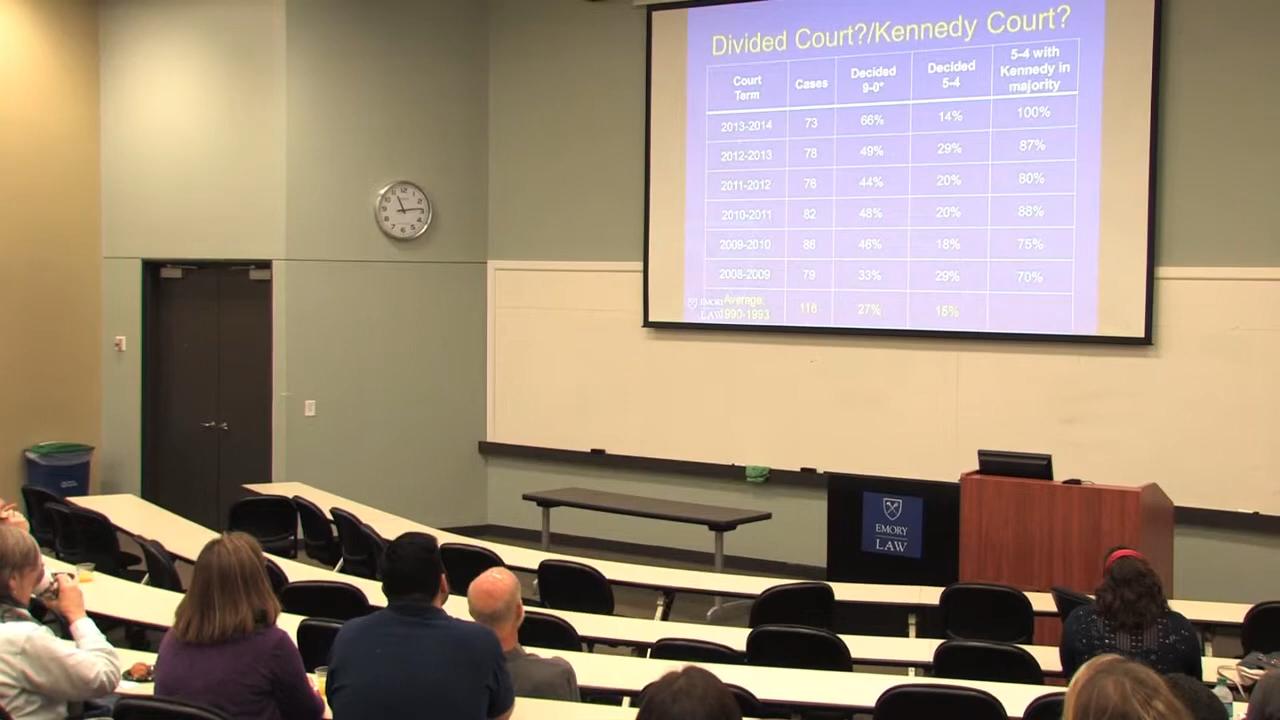 Divided Court?/Kennedy Court?
Court Term Cases Decided 9-0* Decided 5-4 5-4 with Kennedy in majority
2013-2014 73 66% 14% 100%
2012-2013 78 49% 29% 87%
2011-2012 76 44% 20% 80%
2010-2011 82 48% 20% 88%
2009-2010 86 46% 18% 75%
2008-2009 79 33% 29% 70%
Average: 1990-1993 116 27%
EMORY
LAW
12
EMORY
LAW